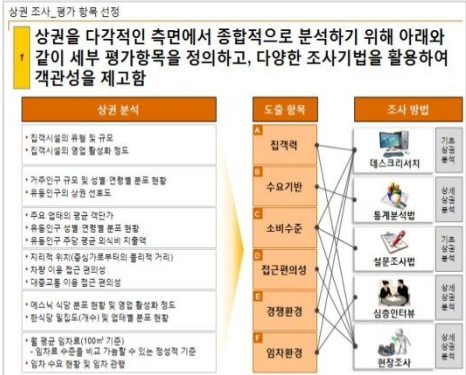 상권 조사_평가 항목 선정
1
상권을 다각적인 측면에서 종합적으로 분석하기 위해 아래와
같이 세부 평가항목을 정의하고, 다양한 조사기법을 활용하여
객관성을 제고함
상권 분석
• 집객시설의 유형 및 규모
• 집객시설의 영업 활성화 정도
• 거주인구 규모 및 성별·연령별 분포 현황
• 유동인구의 상권 선호도
• 주요 업태의 평균 객단가
• 유동인구 성별·연령별 분포 현황
• 유동인구 주당 평균 외식비 지출액
• 지리적 위치(중심가로부터의 물리적 거리)
• 차량 이용 접근 편의성
• 대중교통 이용 접근 편의성
• 에스닉 식당 분포 현황 및 영업 활성화 정도
• 한식당 밀집도(개수) 및 업태별 분포 현황
• 월 평균 임차료(100㎡ 기준)
- 임차료 수준을 비교 가늠할 수 있는 정성적 기준
• 임차 수요 현황 및 임차 관행
도출 항목
A
집객력
B
수요기반
C
소비수준
D
접근편의성
E
경쟁환경
F
임차환경
조사 방법
데스크리서치
기초
상권
분석
통계분석법
상세
상권
분석
설문조사법
기초
상권
분석
심층인터뷰
상세
상권
분석
현장조사
상세
상권
분석